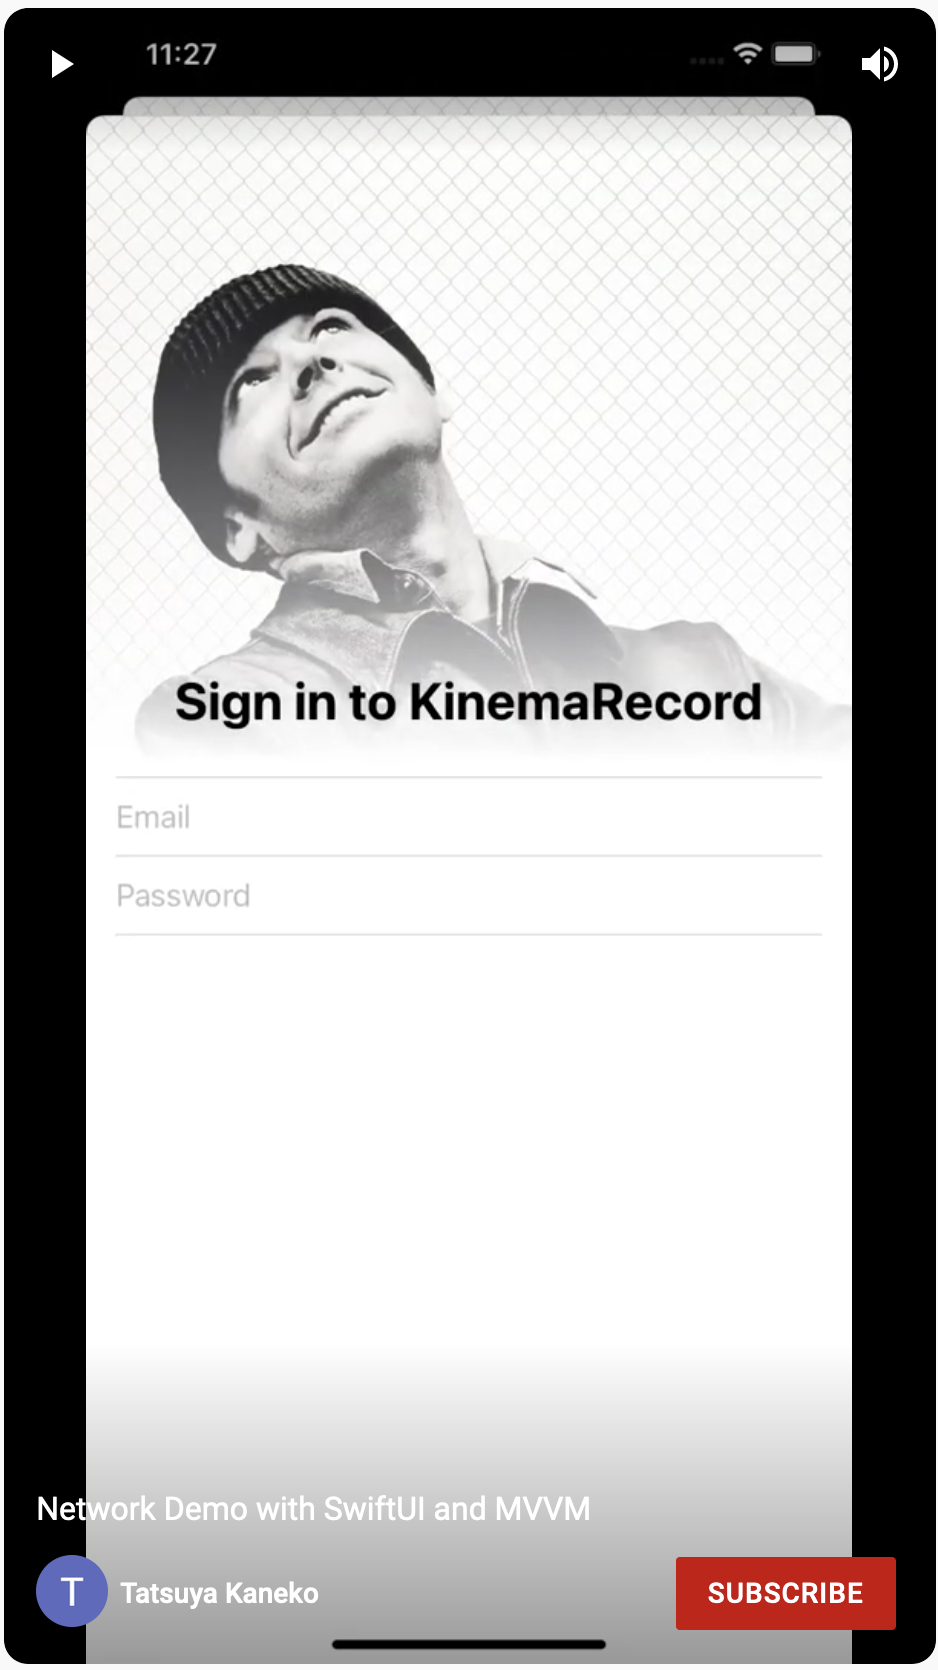 11:27
Sign in to KinemaRecord
Email
Password
Network Demo with SwiftUI and MVVM
T
Tatsuya Kaneko
SUBSCRIBE